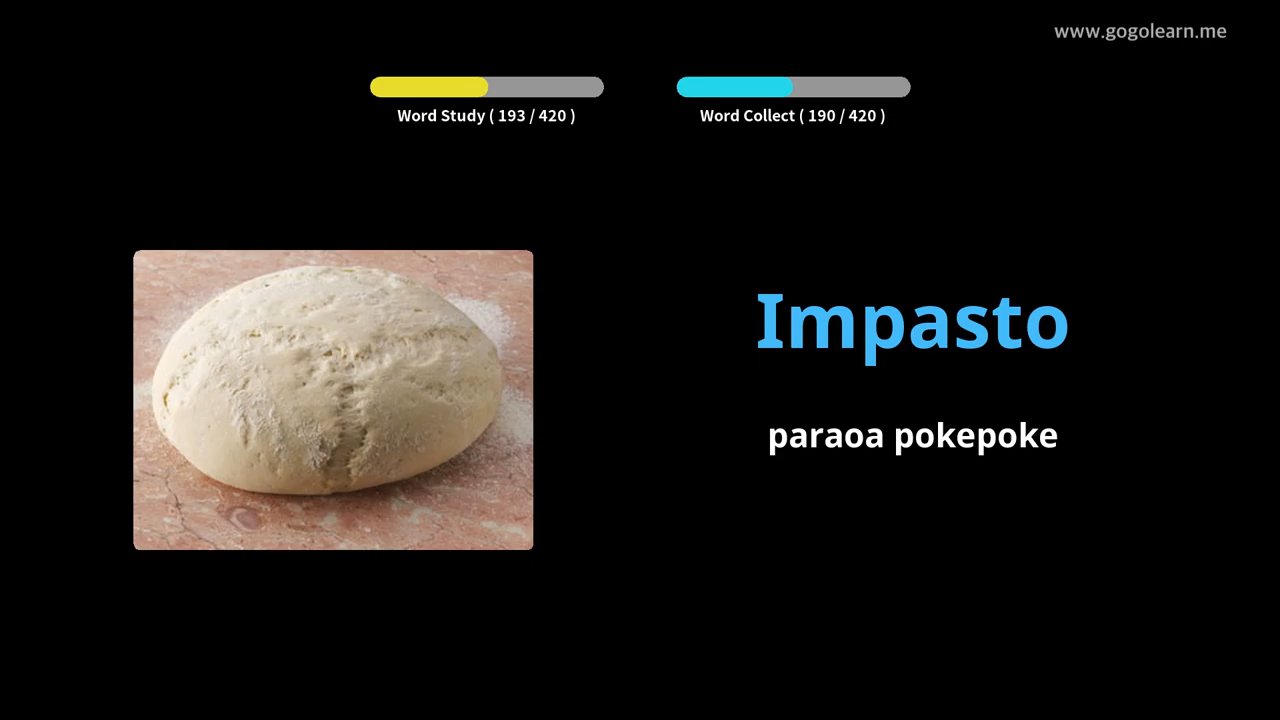 www.gogolearn.me
Word Study ( 193 / 420 )
Word Collect ( 190 / 420 )
Impasto
paraoa pokepoke